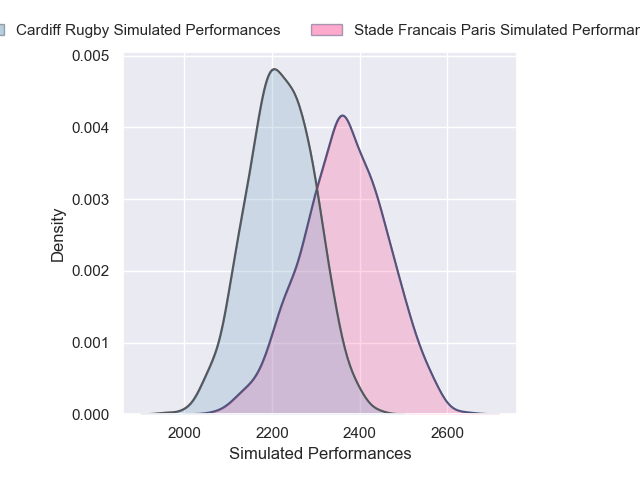 Cardiff Rugby Simulated Performances Stade Francais Paris Simulated
0.005
0.004
0.003
0.002
0.001
0.000
Density
2000 2200 2400 2600
Simulated Performances